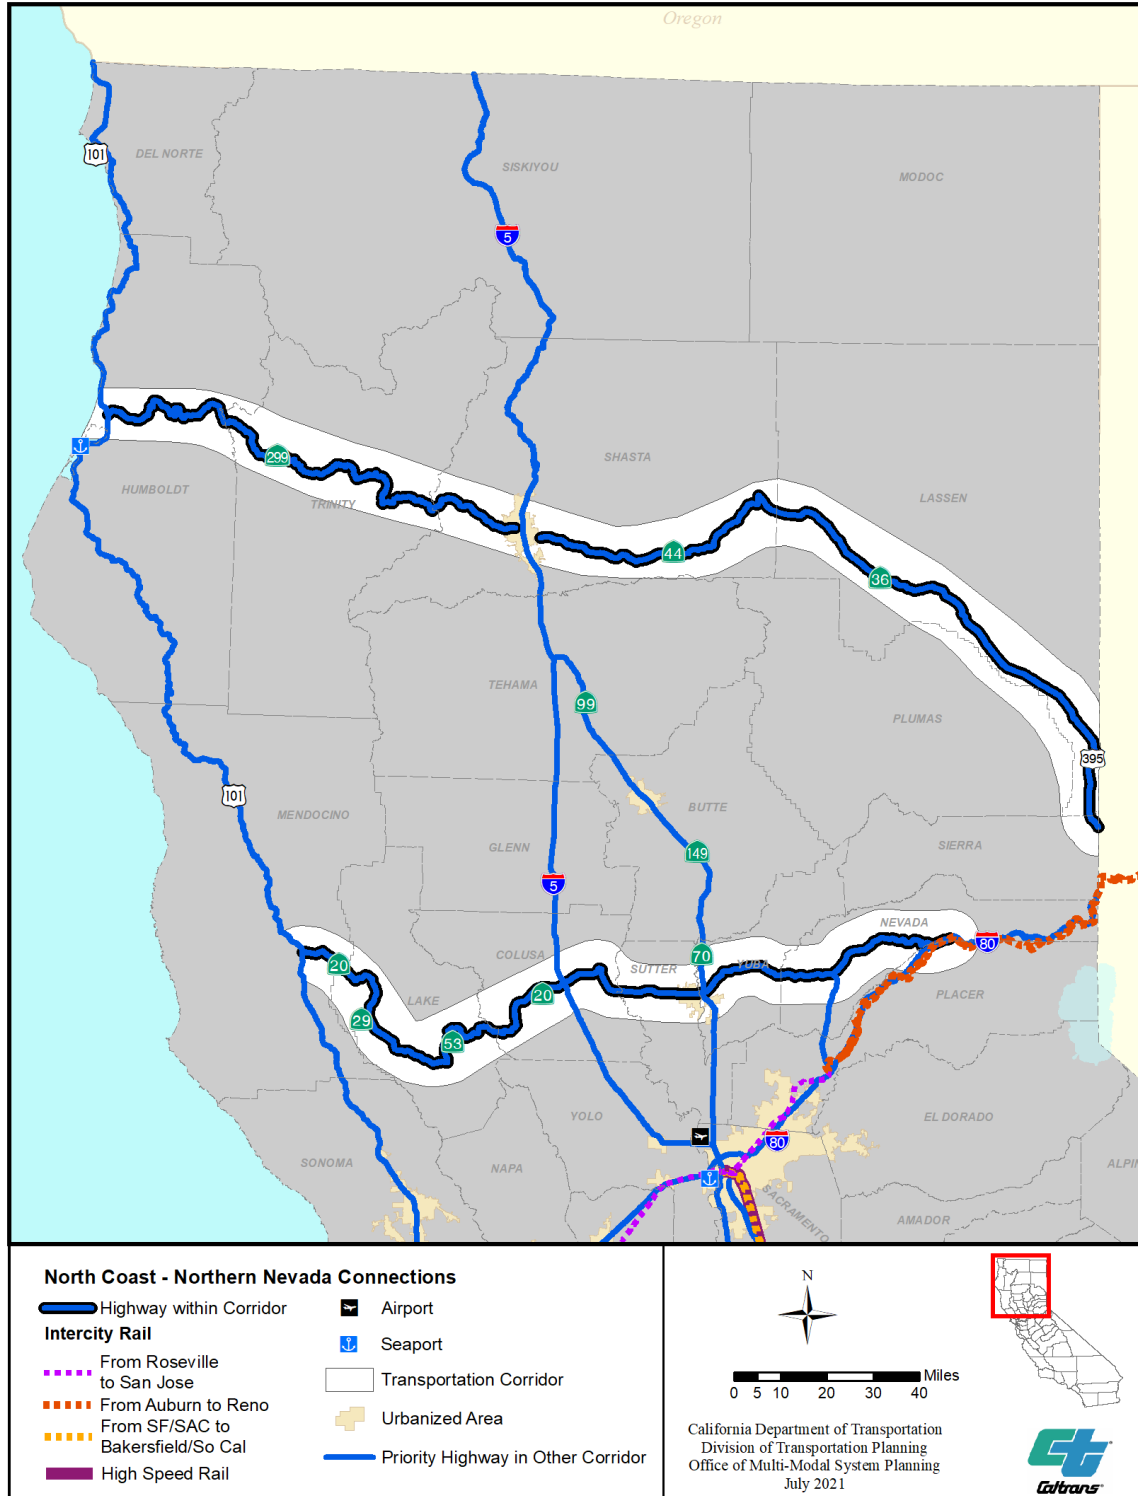 Oregon
101
DEL NORTE
SISKIYOU
MODOC
5
299
HUMBOLDT
TRINITY
SHASTA
LASSEN
44
36
TEHAMA
99
PLUMAS
395
101
MENDOCINO
BUTTE
149
GLENN
SIERRA
5
NEVADA
80
20
COLUSA
SUTTER
70
YUBA
LAKE
20
PLACER
29
53
YOLO
EL DORADO
80
SONOMA
NAPA
ALPIN
SACRAMENTO
AMADOR
North Coast - Northern Nevada Connections
Highway within Corridor
Intercity Rail
From Roseville
to San Jose
From Auburn to Reno
From SF/SAC to
Bakersfield/So Cal
High Speed Rail
Airport
Seaport
Transportation Corridor
Urbanized Area
Priority Highway in Other Corridor
N
Miles
0 5 10 20 30 40
California Department of Transportation
Division of Transportation Planning
Office of Multi-Modal System Planning
July 2021
ct
Caltrans®